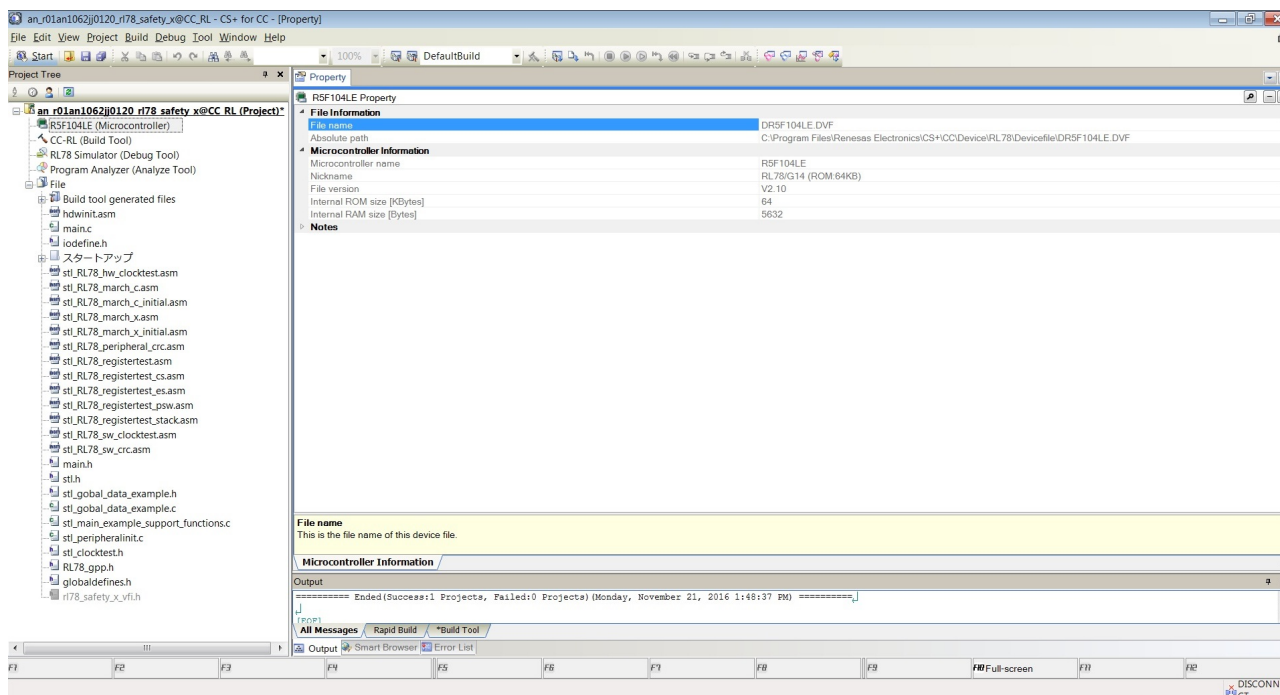 an_r01an1062jj0120_rl78_safety_x@CC_RL - CS+ for CC - [Property]
File Edit View Project Build Debug Tool Window Help
Start 100% DefaultBuild
Project Tree
an_r01an1062jj0120_rl78_safety_x@CC_RL (Project)*
R5F104LE (Microcontroller)
CC-RL (Build Tool)
RL78 Simulator (Debug Tool)
Program Analyzer (Analyze Tool)
File
Build tool generated files
hdwinit.asm
main.c
iodefine.h
スタートアップ
stl_RL78_hw_clocktest.asm
stl_RL78_march_c.asm
stl_RL78_march_c_initial.asm
stl_RL78_march_x.asm
stl_RL78_march_x_initial.asm
stl_RL78_peripheral_crc.asm
stl_RL78_registertest.asm
stl_RL78_registertest_cs.asm
stl_RL78_registertest_es.asm
stl_RL78_registertest_psw.asm
stl_RL78_registertest_stack.asm
stl_RL78_sw_clocktest.asm
stl_RL78_sw_crc.asm
main.h
stl.h
stl_gobal_data_example.h
stl_gobal_data_example.c
stl_main_example_support_functions.c
stl_peripheralinit.c
stl_clocktest.h
RL78_gpp.h
globaldefines.h
rl78_safety_x_vfi.h
Property
R5F104LE Property
File Information
File name DR5F104LE.DVF
Absolute path C:\Program Files\Renesas Electronics\CS+\CC\Device\RL78\Devicefile\DR5F104LE.DVF
Microcontroller Information
Microcontroller name R5F104LE
Nickname RL78/G14 (ROM:64KB)
File version V2.10
Internal ROM size [KBytes] 64
Internal RAM size [Bytes] 5632
Notes
File name
This is the file name of this device file.
Microcontroller Information
Output
========== Ended(Success:1 Projects, Failed:0 Projects)(Monday, November 21, 2016 1:48:37 PM) ==========
[EOF]
All Messages Rapid Build *Build Tool
Output Smart Browser Error List
F1 F2 F3 F4 F5 F6 F7 F8 F9 F10 Full-screen F11 F12
DISCONN